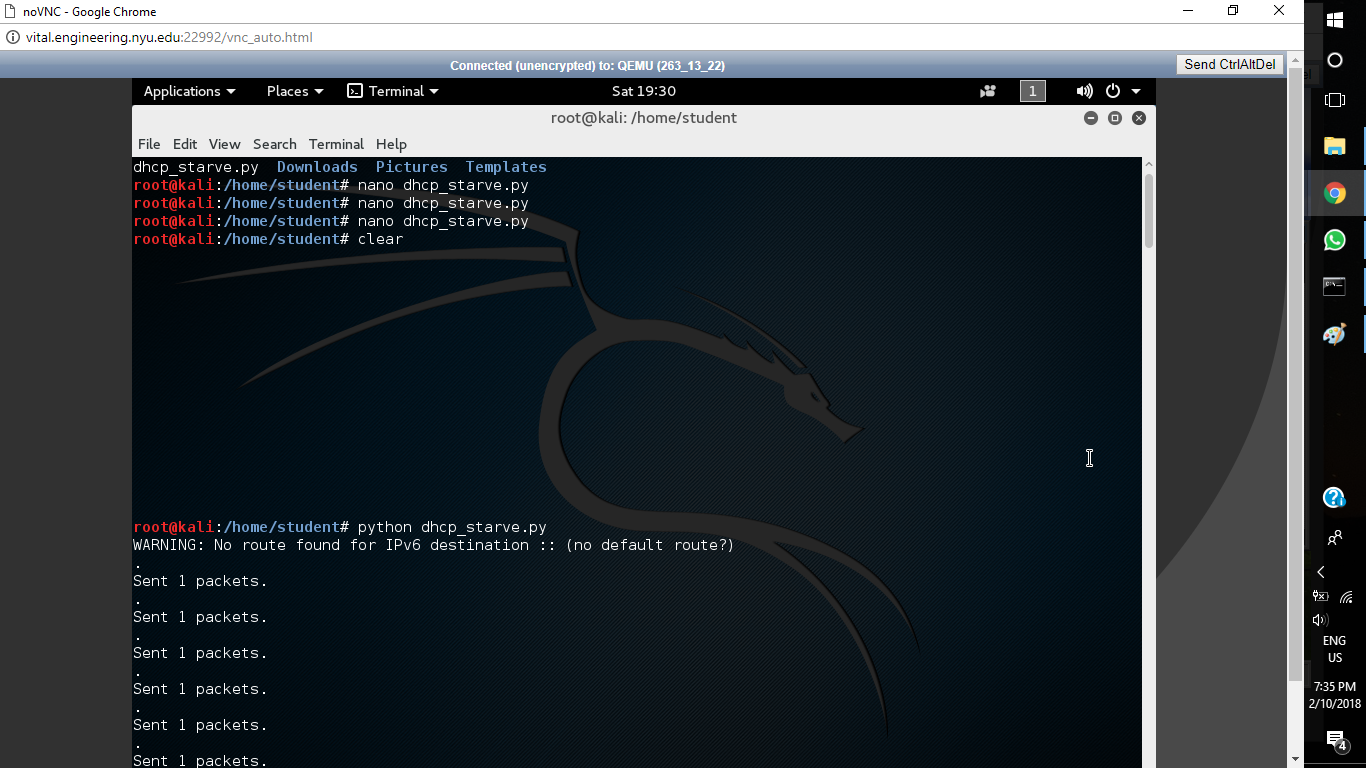 noVNC - Google Chrome
vital.engineering.nyu.edu:22992/vnc_auto.html
Connected (unencrypted) to: QEMU (263_13_22)
Send CtrlAltDel
Applications Places Terminal Sat 19:30 1
root@kali: /home/student
File Edit View Search Terminal Help
dhcp_starve.py Downloads Pictures Templates
root@kali:/home/student# nano dhcp_starve.py
root@kali:/home/student# nano dhcp_starve.py
root@kali:/home/student# nano dhcp_starve.py
root@kali:/home/student# clear
root@kali:/home/student# python dhcp_starve.py
WARNING: No route found for IPv6 destination :: (no default route?)
.
Sent 1 packets.
.
Sent 1 packets.
.
Sent 1 packets.
.
Sent 1 packets.
.
Sent 1 packets.
.
Sent 1 packets.
ENG
US
7:35 PM
2/10/2018
4